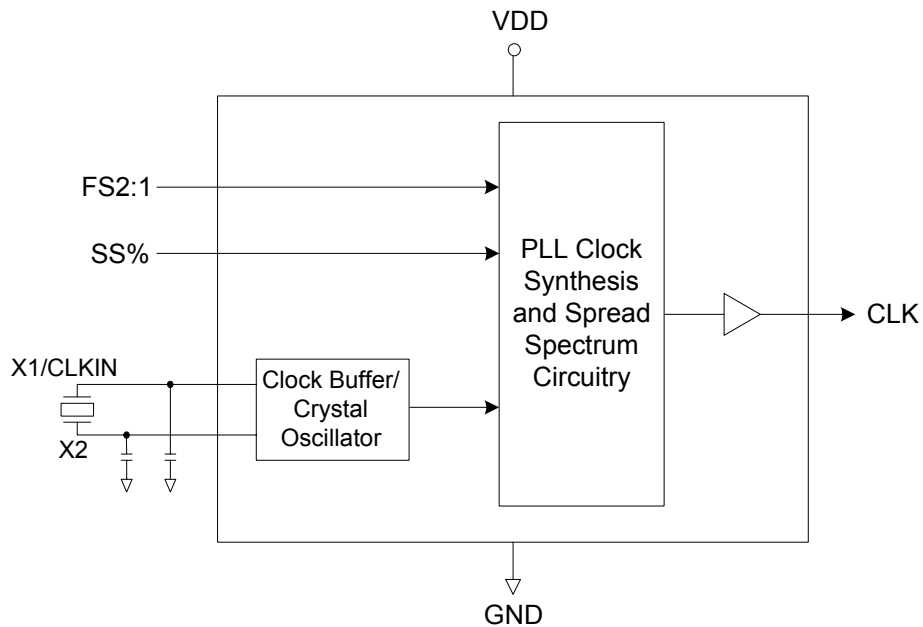 VDD
FS2:1
SS%
PLL Clock
Synthesis
and Spread
Spectrum
Circuitry
CLK
X1/CLKIN
X2
Clock Buffer/
Crystal
Oscillator
GND